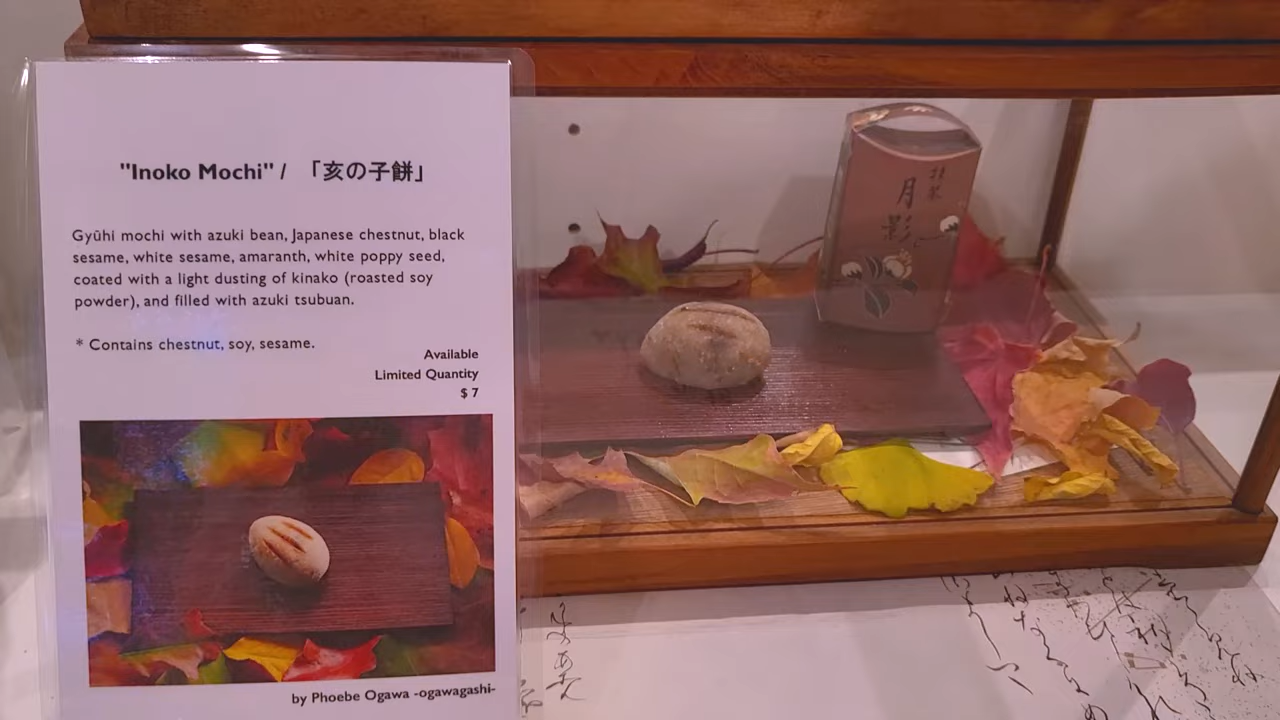 "Inoko Mochi" / 「亥の子餅」
Gyūhi mochi with azuki bean, Japanese chestnut, black
sesame, white sesame, amaranth, white poppy seed,
coated with a light dusting of kinako (roasted soy
powder), and filled with azuki tsubuan.
* Contains chestnut, soy, sesame.
Available
Limited Quantity
$ 7
by Phoebe Ogawa -ogawagashi-
特製
月影